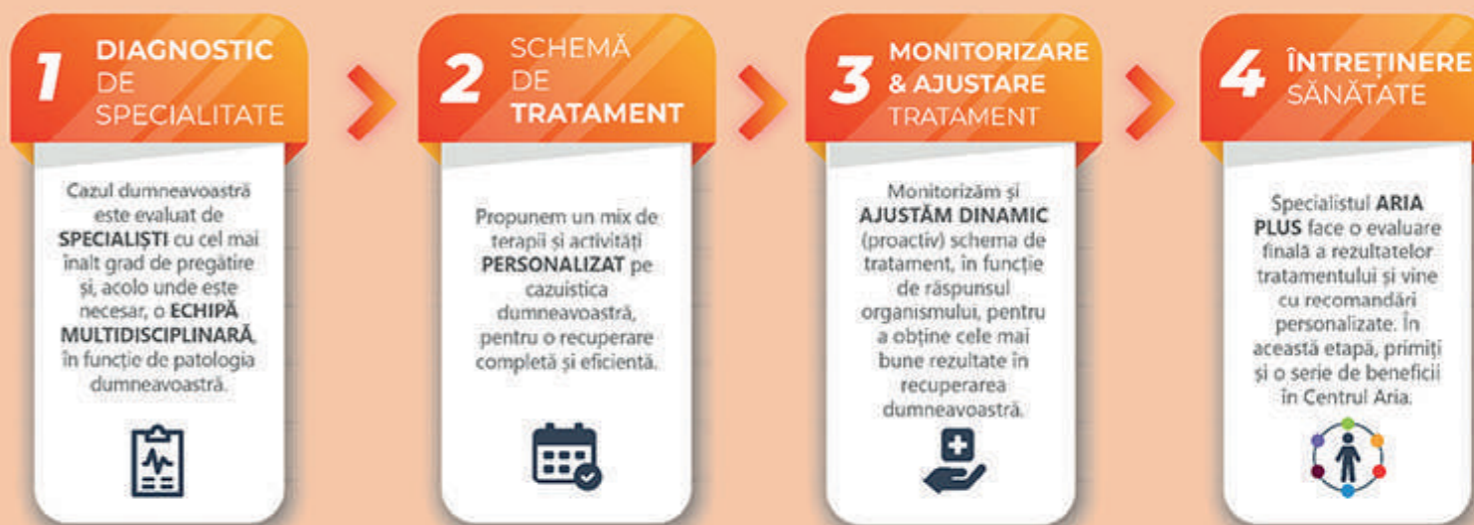 1
DIAGNOSTIC
DE
SPECIALITATE
Cazul dumneavoastră
este evaluat de
SPECIALIȘTI cu cel mai
înalt grad de pregătire
și, acolo unde este
necesar, o ECHIPĂ
MULTIDISCIPLINARĂ,
în funcție de patologia
dumneavoastră.
2
SCHEMĂ
DE
TRATAMENT
Propunem un mix de
terapii și activități
PERSONALIZAT pe
cazuistica
dumneavoastră,
pentru o recuperare
completă și eficientă.
3
MONITORIZARE
& AJUSTARE
TRATAMENT
Monitorizăm și
AJUSTĂM DINAMIC
(proactiv) schema de
tratament, în funcție
de răspunsul
organismului, pentru
a obține cele mai
bune rezultate în
recuperarea
dumneavoastră.
4
ÎNTREȚINERE
SĂNĂTATE
Specialistul ARIA
PLUS face o evaluare
finală a rezultatelor
tratamentului și vine
cu recomandări
personalizate. În
această etapă, primiți
și o serie de beneficii
în Centrul Aria.